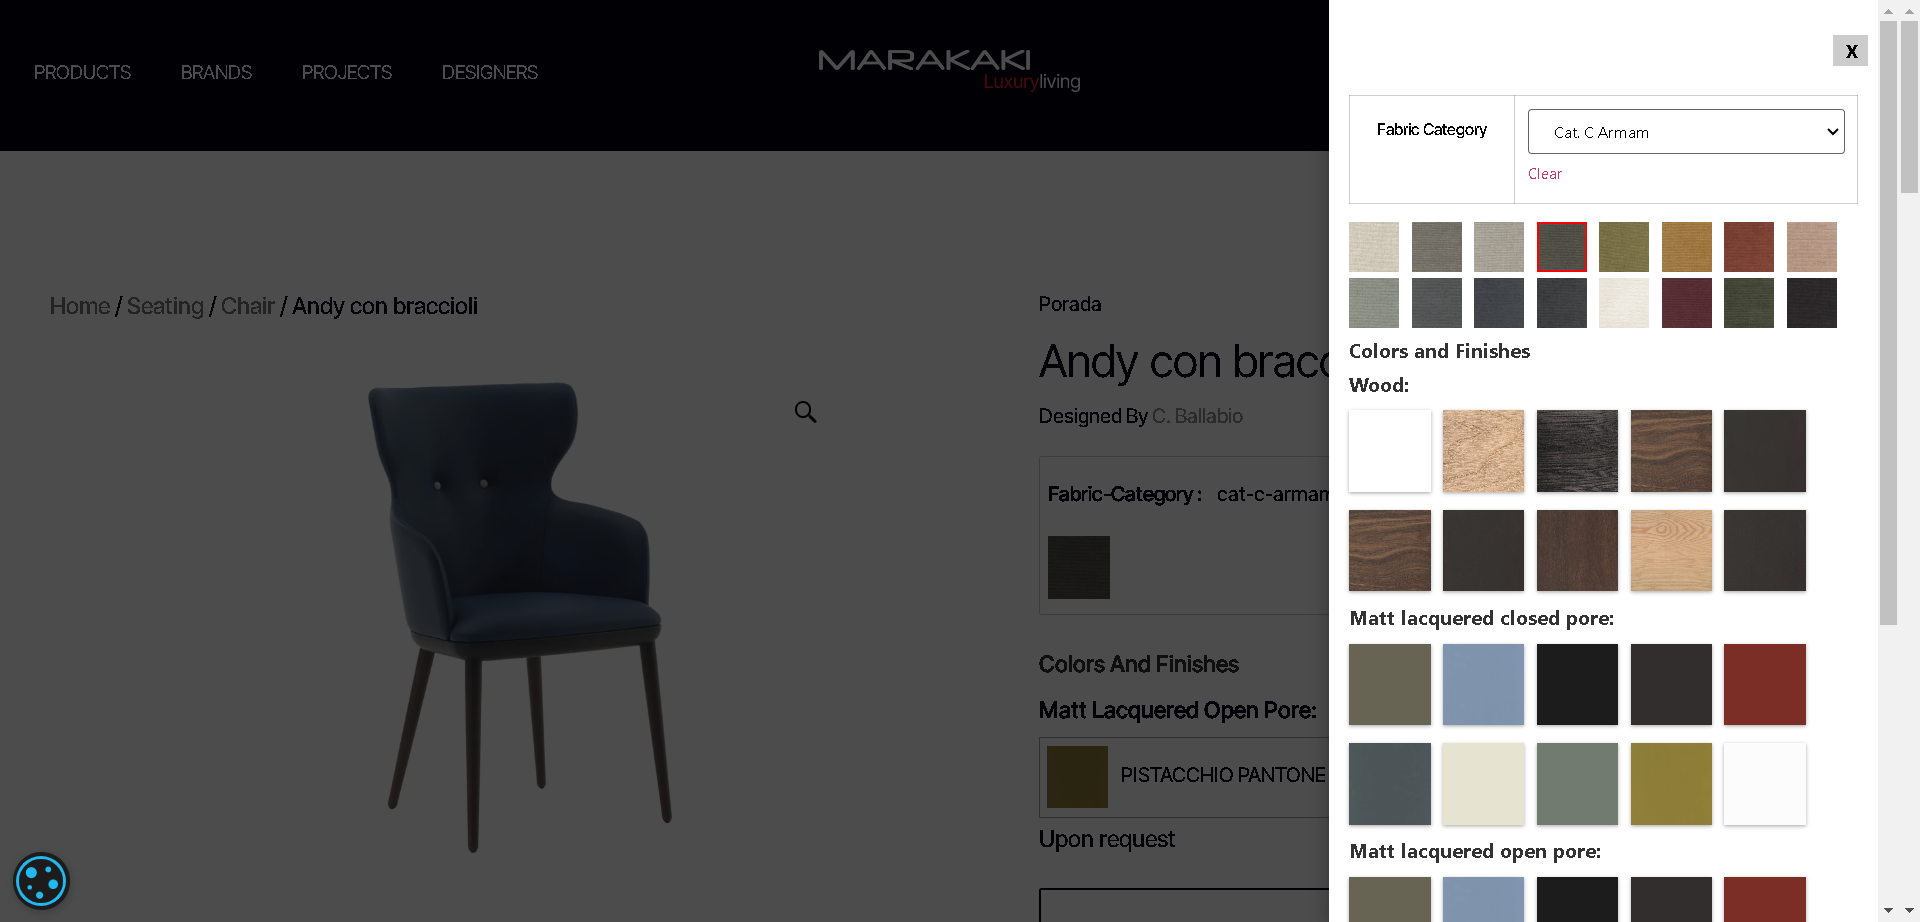 PRODUCTS BRANDS PROJECTS DESIGNERS
MARAKAKI
Luxuryliving
X
Fabric Category
Cat. C Armam
Clear
Home / Seating / Chair / Andy con braccioli
Porada
Andy con bracc
Designed By C. Ballabio
Fabric-Category : cat-c-armam
Colors And Finishes
Matt Lacquered Open Pore:
PISTACCHIO PANTONE
Upon request
Colors and Finishes
Wood:
Matt lacquered closed pore:
Matt lacquered open pore: